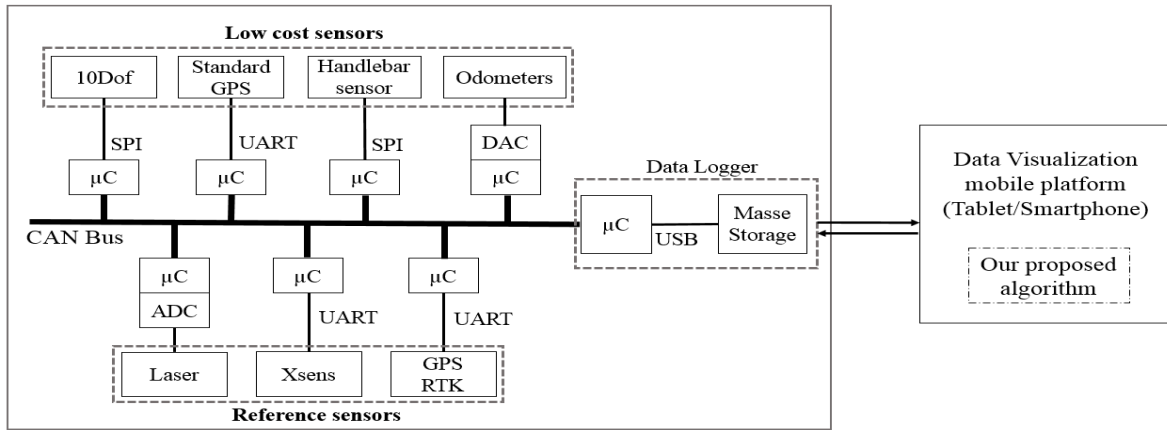 Low cost sensors
10Dof
Standard
GPS
Handlebar
sensor
Odometers
SPI
UART
SPI
DAC
µC
µC
µC
µC
Data Logger
µC
USB
Masse
Storage
CAN Bus
µC
ADC
µC
µC
UART
UART
Laser
Xsens
GPS
RTK
Reference sensors
Data Visualization
mobile platform
(Tablet/Smartphone)
Our proposed
algorithm